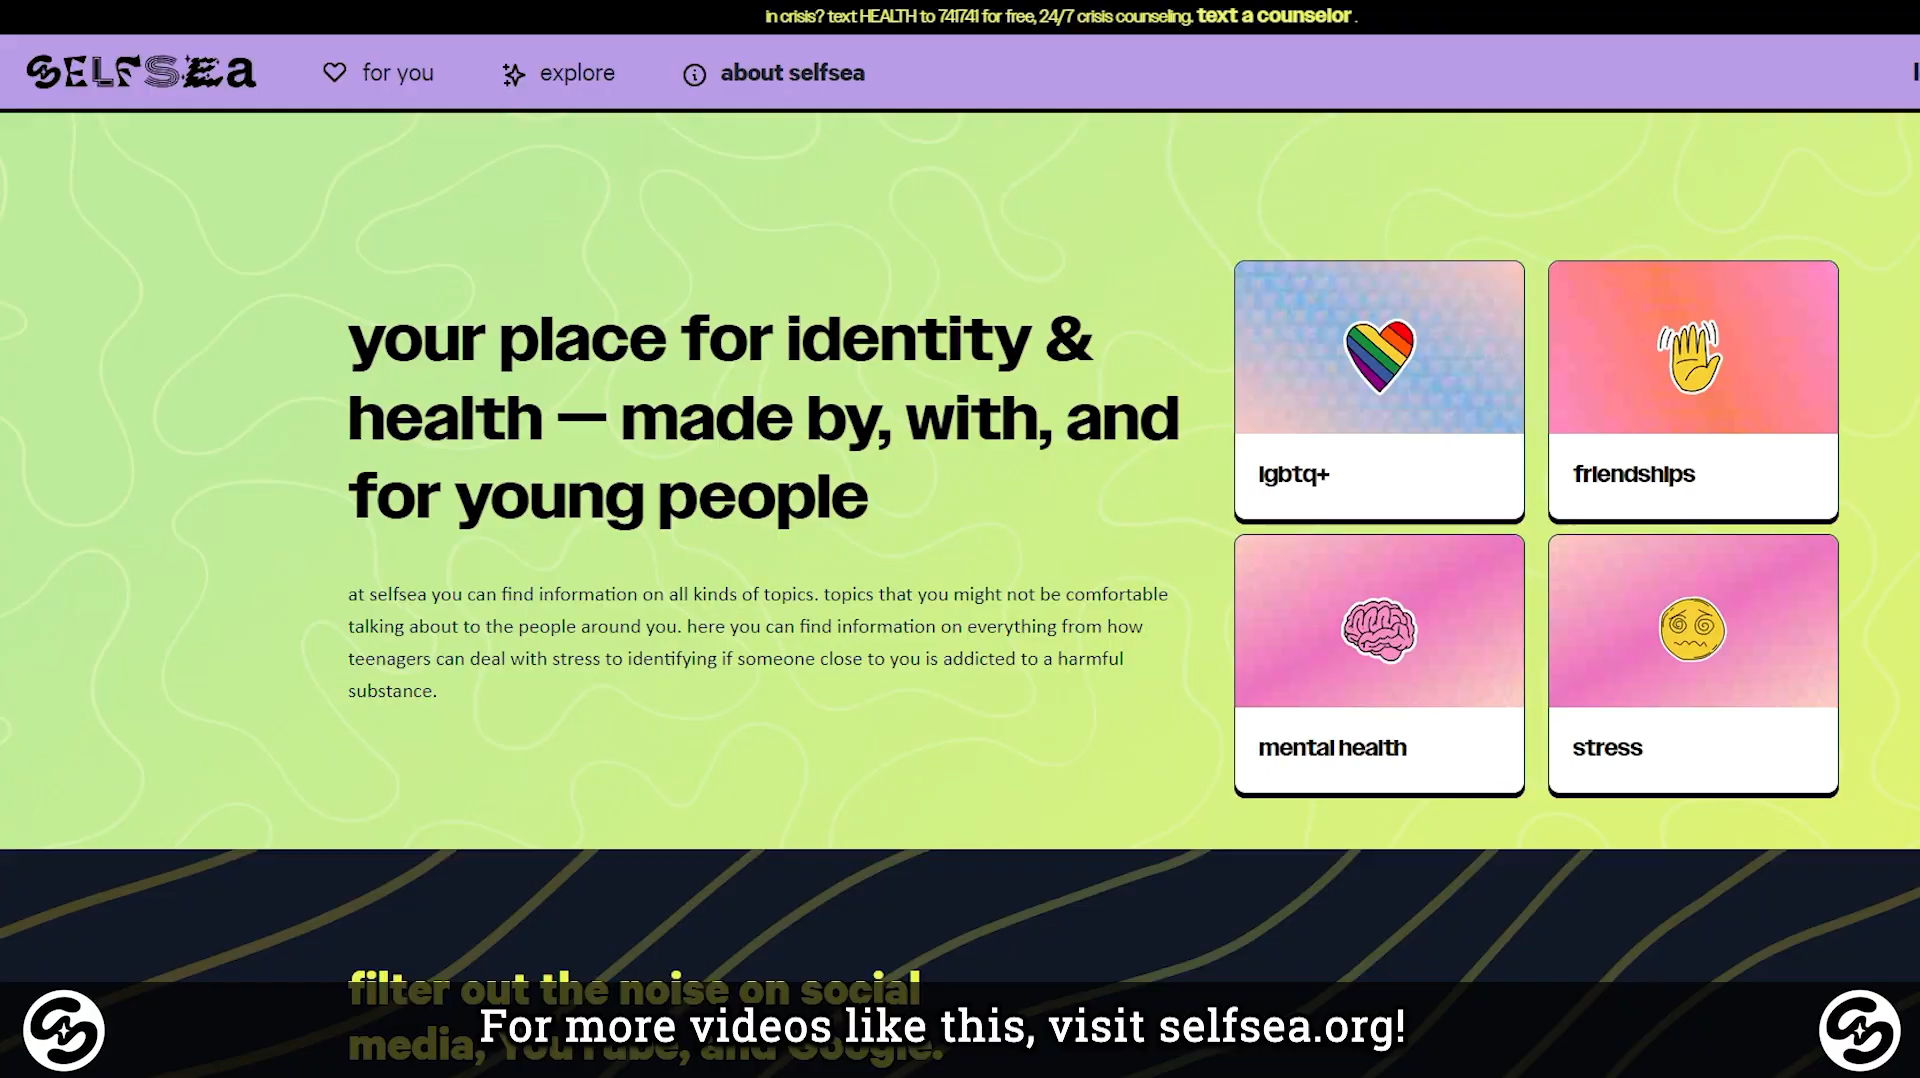 in crisis? text HEALTH to 741741 for free, 24/7 crisis counseling. text a counselor .
SELFSEa
for you
explore
about selfsea
your place for identity &
health — made by, with, and
for young people
at selfsea you can find information on all kinds of topics. topics that you might not be comfortable
talking about to the people around you. here you can find information on everything from how
teenagers can deal with stress to identifying if someone close to you is addicted to a harmful
substance.
lgbtq+
friendships
mental health
stress
filter out the noise on social
media, YouTube, and Google.
For more videos like this, visit selfsea.org!